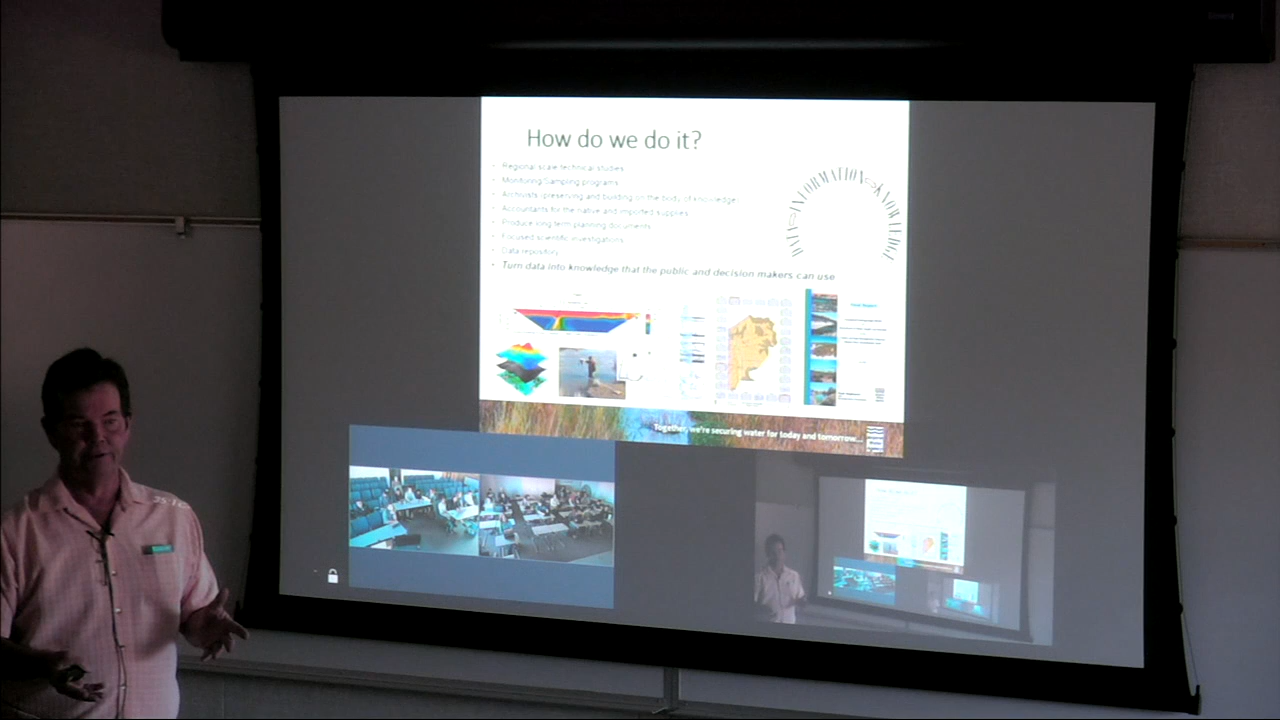 How do we do it?
Regional scale technical studies
Monitoring Sampling programs
Archivists (preserving and building on the body of knowledge)
Accountants for the native and imported supplies
Produce long term planning documents
Focused scientific investigations
Data repository
Turn data into knowledge that the public and decision makers can use
DATA=>INFORMATION=>KNOWLEDGE
Together, we're securing water for today and tomorrow...